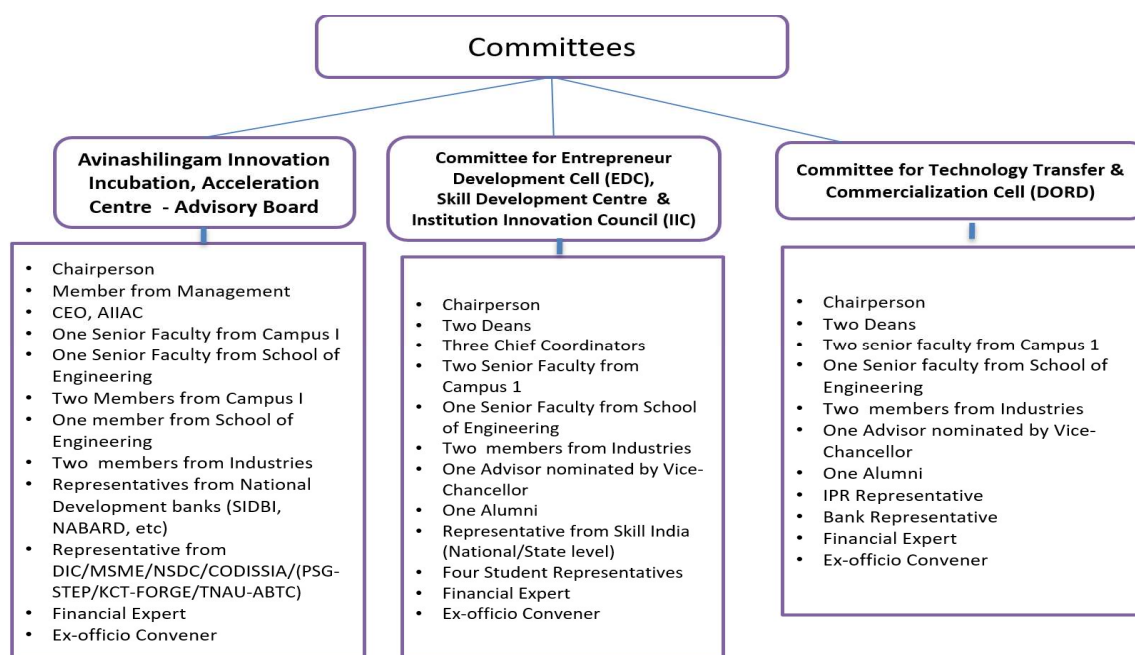 Committees
Avinashilingam Innovation
Incubation, Acceleration
Centre - Advisory Board
• Chairperson
• Member from Management
• CEO, AIIAC
• One Senior Faculty from Campus I
• One Senior Faculty from School of
Engineering
• Two Members from Campus I
• One member from School of
Engineering
• Two members from Industries
• Representatives from National
Development banks (SIDBI,
NABARD, etc)
• Representative from
DIC/MSME/NSDC/CODISSIA/(PSG-
STEP/KCT-FORGE/TNAU-ABTC)
• Financial Expert
• Ex-officio Convener
Committee for Entrepreneur
Development Cell (EDC),
Skill Development Centre &
Institution Innovation Council (IIC)
• Chairperson
• Two Deans
• Three Chief Coordinators
• Two Senior Faculty from
Campus 1
• One Senior Faculty from School
of Engineering
• Two members from Industries
• One Advisor nominated by Vice-
Chancellor
• One Alumni
• Representative from Skill India
(National/State level)
• Four Student Representatives
• Financial Expert
• Ex-officio Convener
Committee for Technology Transfer &
Commercialization Cell (DORD)
• Chairperson
• Two Deans
• Two senior faculty from Campus 1
• One Senior faculty from School of
Engineering
• Two members from Industries
• One Advisor nominated by Vice-
Chancellor
• One Alumni
• IPR Representative
• Bank Representative
• Financial Expert
• Ex-officio Convener